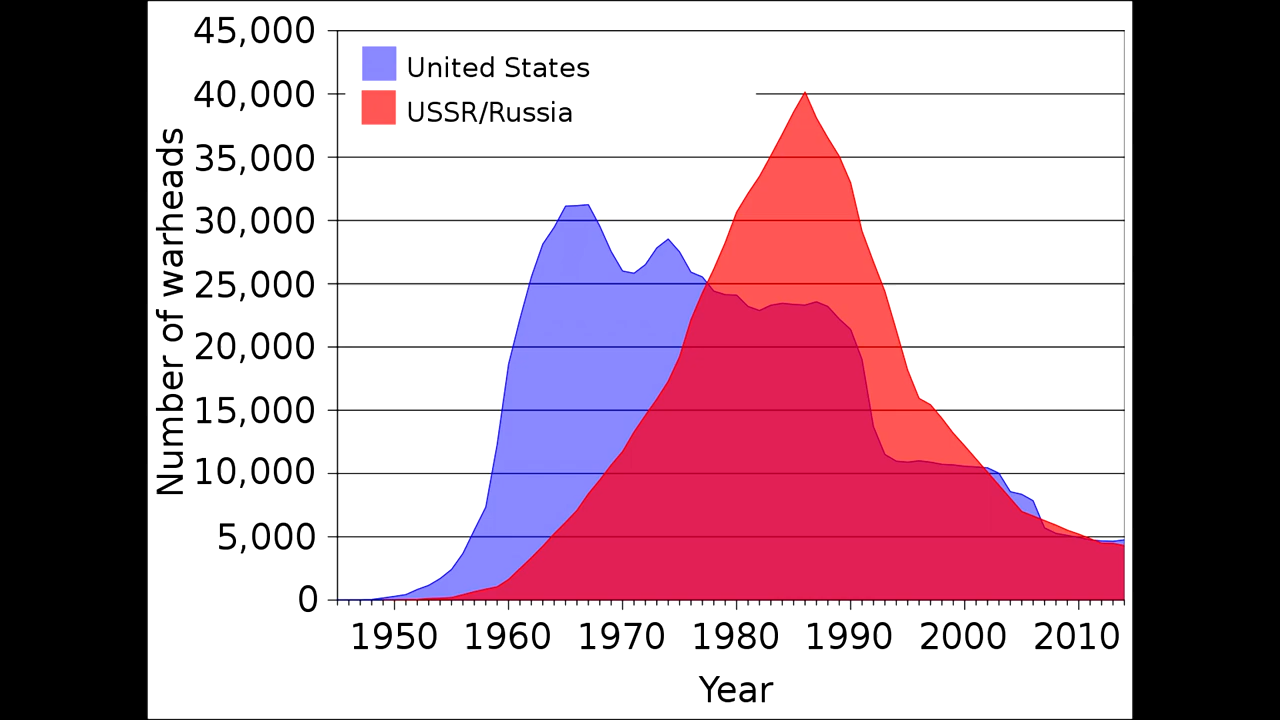 45,000
United States
40,000
USSR/Russia
35,000
30,000
25,000
20,000
15,000
10,000
5,000
0
Number of warheads
1950 1960 1970 1980 1990 2000 2010
Year